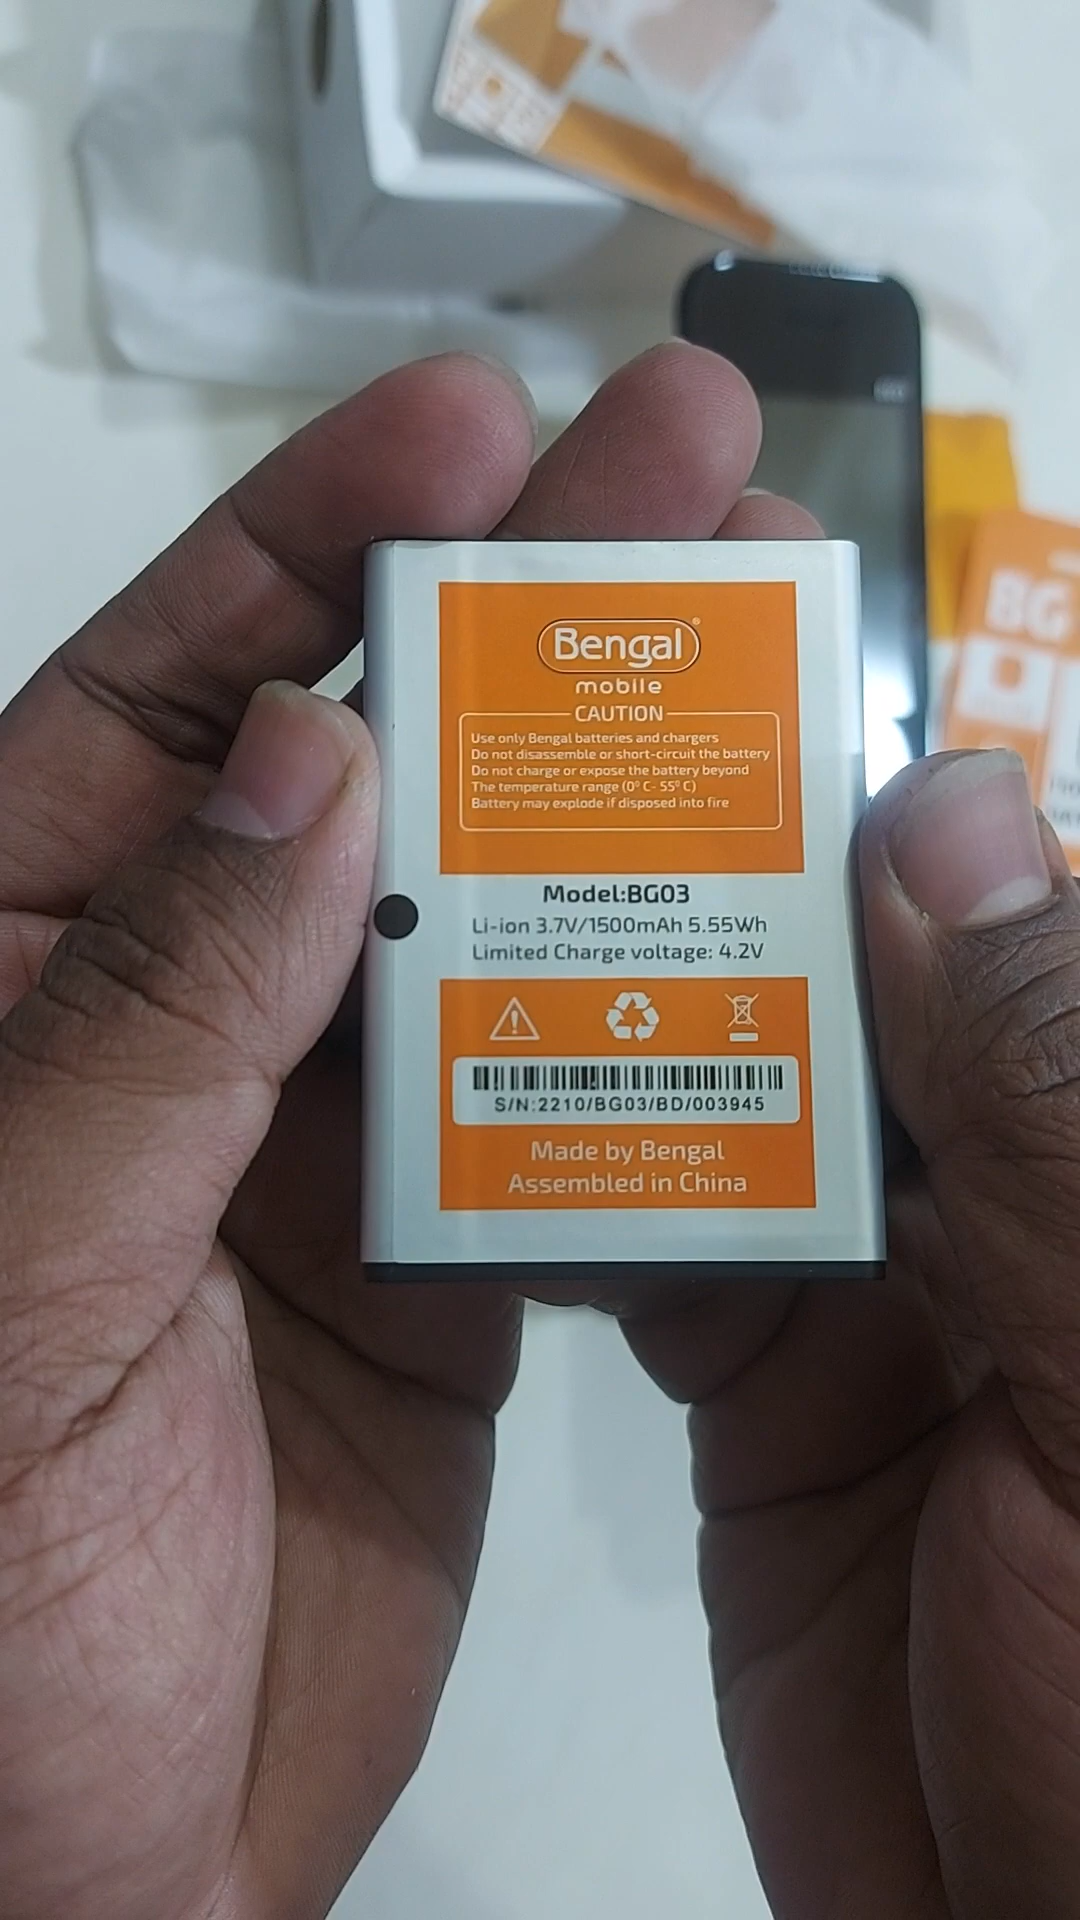 BG
Bengal®
mobile
CAUTION
Use only Bengal batteries and chargers
Do not disassemble or short-circuit the battery
Do not charge or expose the battery beyond
The temperature range (0° C- 55° C)
Battery may explode if disposed into fire
Model:BG03
Li-ion 3.7V/1500mAh 5.55Wh
Limited Charge voltage: 4.2V
S/N:2210/BG03/BD/003945
Made by Bengal
Assembled in China